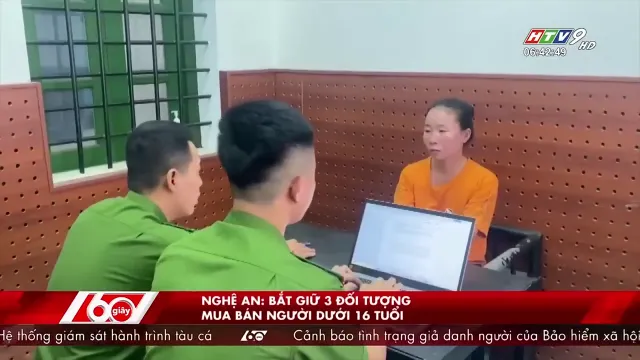 HTV9 HD
06:42:49
60 giây
NGHỆ AN: BẮT GIỮ 3 ĐỐI TƯỢNG
MUA BÁN NGƯỜI DƯỚI 16 TUỔI
Hệ thống giám sát hành trình tàu cá
Cảnh báo tình trạng giả danh người của Bảo hiểm xã hộ